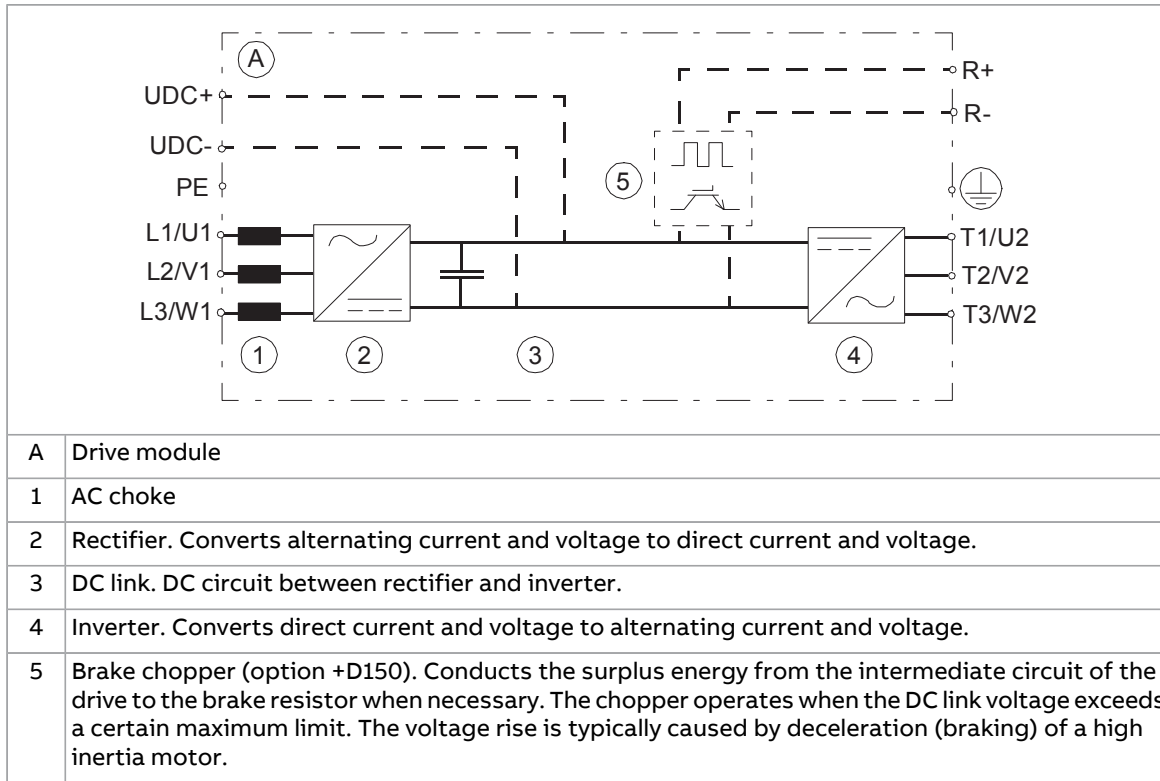 A
R+
UDC+
R-
UDC-
5
PE
L1/U1
T1/U2
L2/V1
T2/V2
L3/W1
T3/W2
1
2
3
4
A Drive module
1 AC choke
2 Rectifier. Converts alternating current and voltage to direct current and voltage.
3 DC link. DC circuit between rectifier and inverter.
4 Inverter. Converts direct current and voltage to alternating current and voltage.
5 Brake chopper (option +D150). Conducts the surplus energy from the intermediate circuit of the
drive to the brake resistor when necessary. The chopper operates when the DC link voltage exceeds
a certain maximum limit. The voltage rise is typically caused by deceleration (braking) of a high
inertia motor.